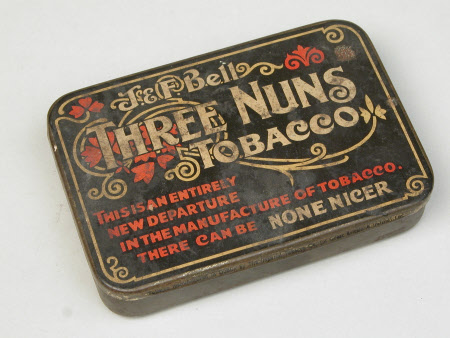 J. & F. Bell's
THREE NUNS
TOBACCO
THIS IS AN ENTIRELY
NEW DEPARTURE
IN THE MANUFACTURE OF TOBACCO.
THERE CAN BE NONE NICER